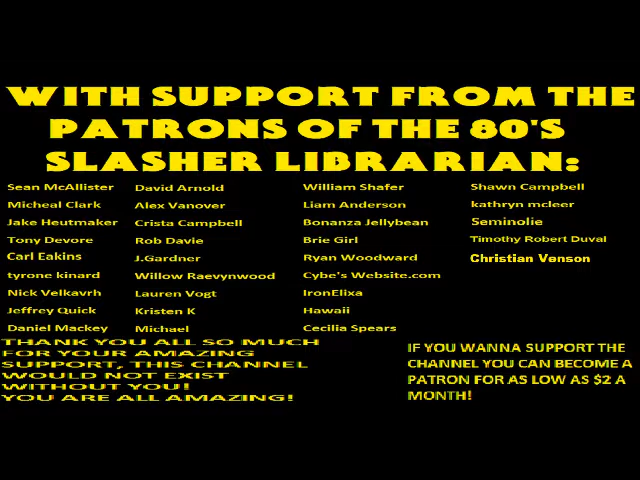 WITH SUPPORT FROM THE
PATRONS OF THE 80'S
SLASHER LIBRARIAN:
Sean McAllister
Micheal Clark
Jake Heutmaker
Tony Devore
Carl Eakins
tyrone kinard
Nick Velkavrh
Jeffrey Quick
Daniel Mackey
David Arnold
Alex Vanover
Crista Campbell
Rob Davie
J.Gardner
Willow Raevynwood
Lauren Vogt
Kristen K
Michael
William Shafer
Liam Anderson
Bonanza Jellybean
Brie Girl
Ryan Woodward
Cybe's Website.com
IronElixa
Hawaii
Cecilia Spears
Shawn Campbell
kathryn mcleer
Seminolie
Timothy Robert Duval
Christian Venson
THANK YOU ALL SO MUCH
FOR YOUR AMAZING
SUPPORT, THIS CHANNEL
WOULD NOT EXIST
WITHOUT YOU!
YOU ARE ALL AMAZING!
IF YOU WANNA SUPPORT THE
CHANNEL YOU CAN BECOME A
PATRON FOR AS LOW AS $2 A
MONTH!